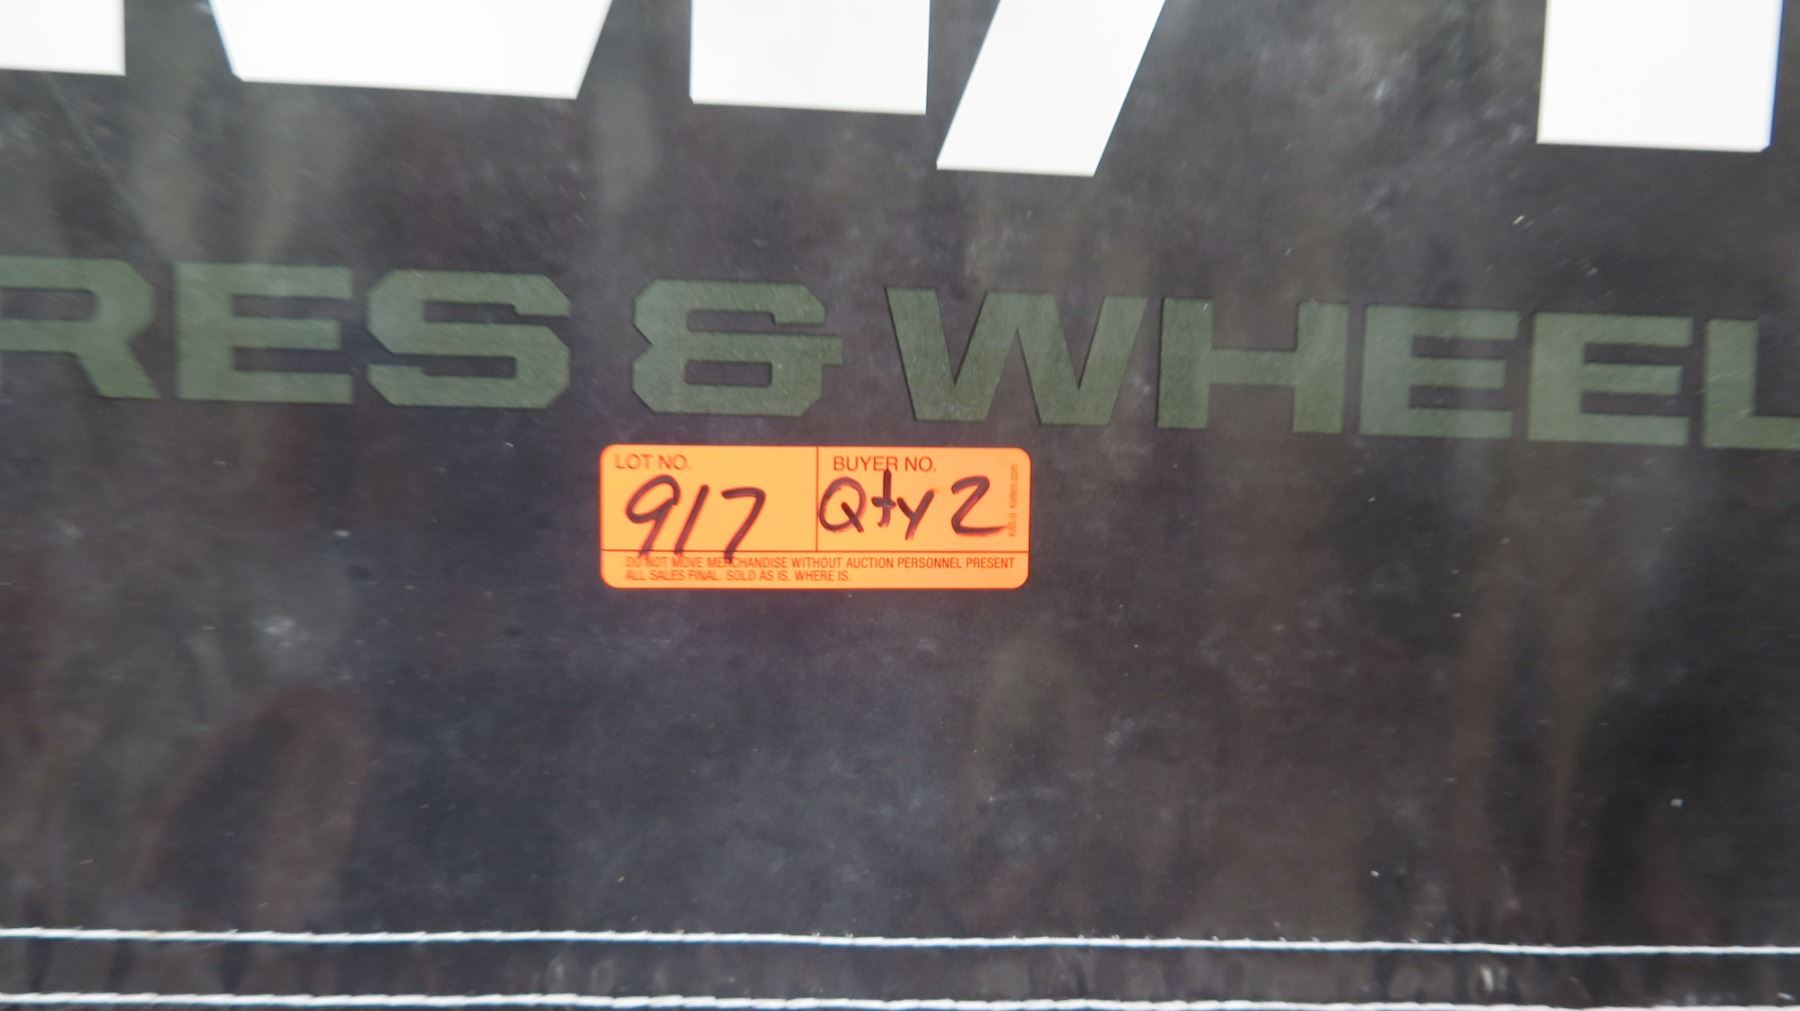 RES & WHEEL
LOT NO. BUYER NO.
917 Qty 2
DO NOT MOVE MERCHANDISE WITHOUT AUCTION PERSONNEL PRESENT
ALL SALES FINAL. SOLD AS IS. WHERE IS.